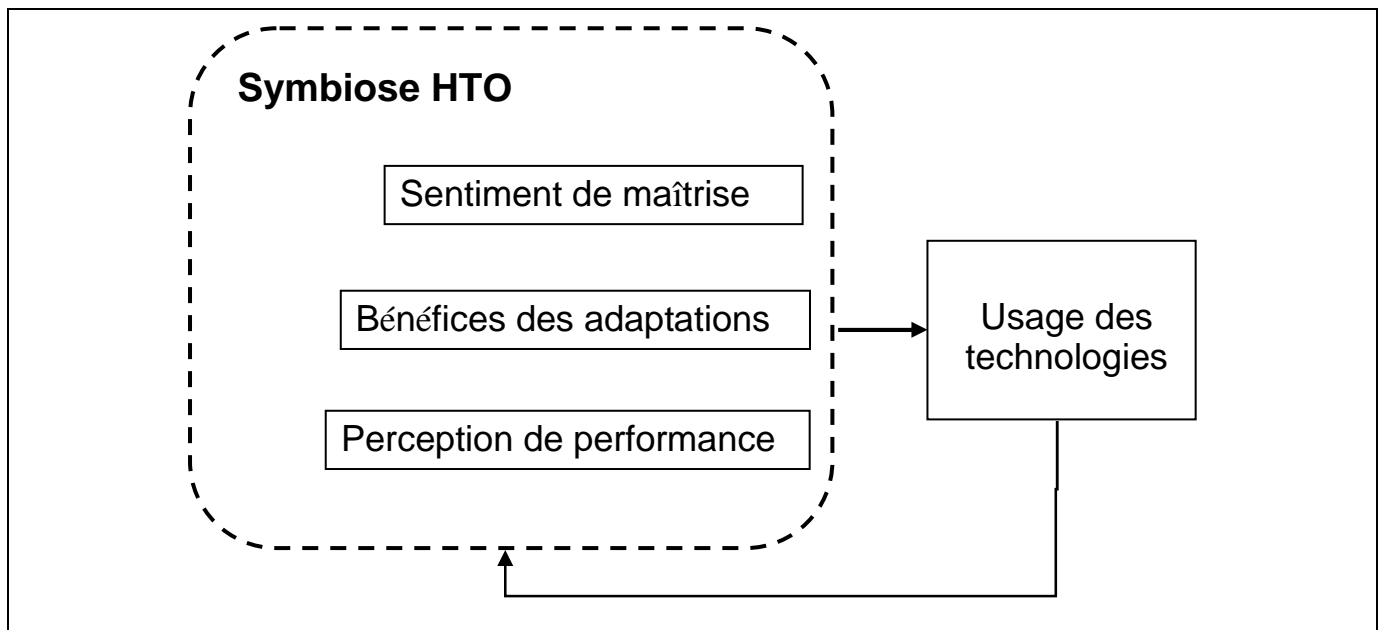 Symbiose HTO
Sentiment de maîtrise
Bénéfices des adaptations
Perception de performance
Usage des
technologies